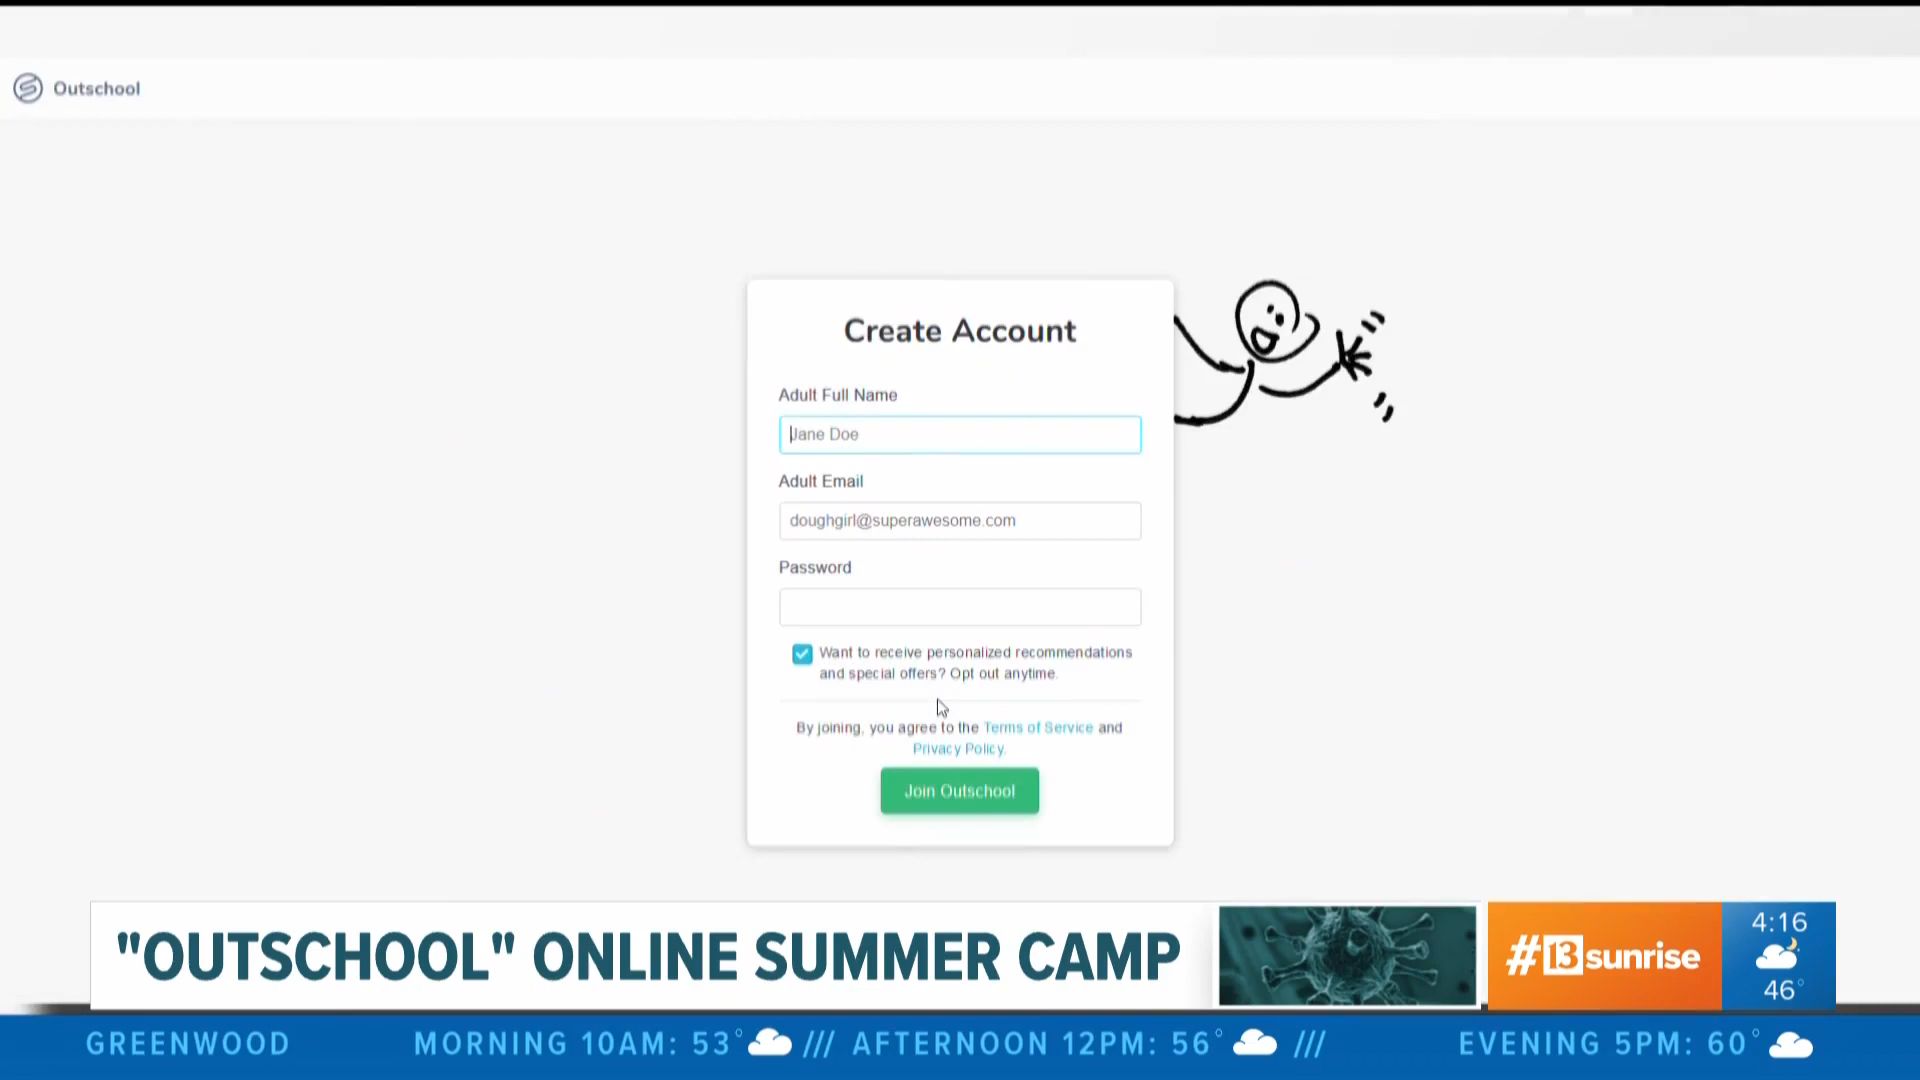 Outschool
Create Account
Adult Full Name
Jane Doe
Adult Email
doughgirl@superawesome.com
Password
Want to receive personalized recommendations
and special offers? Opt out anytime.
By joining, you agree to the Terms of Service and
Privacy Policy.
Join Outschool
"OUTSCHOOL" ONLINE SUMMER CAMP
#13sunrise
4:16
46°
GREENWOOD MORNING 10AM: 53° /// AFTERNOON 12PM: 56° /// EVENING 5PM: 60°